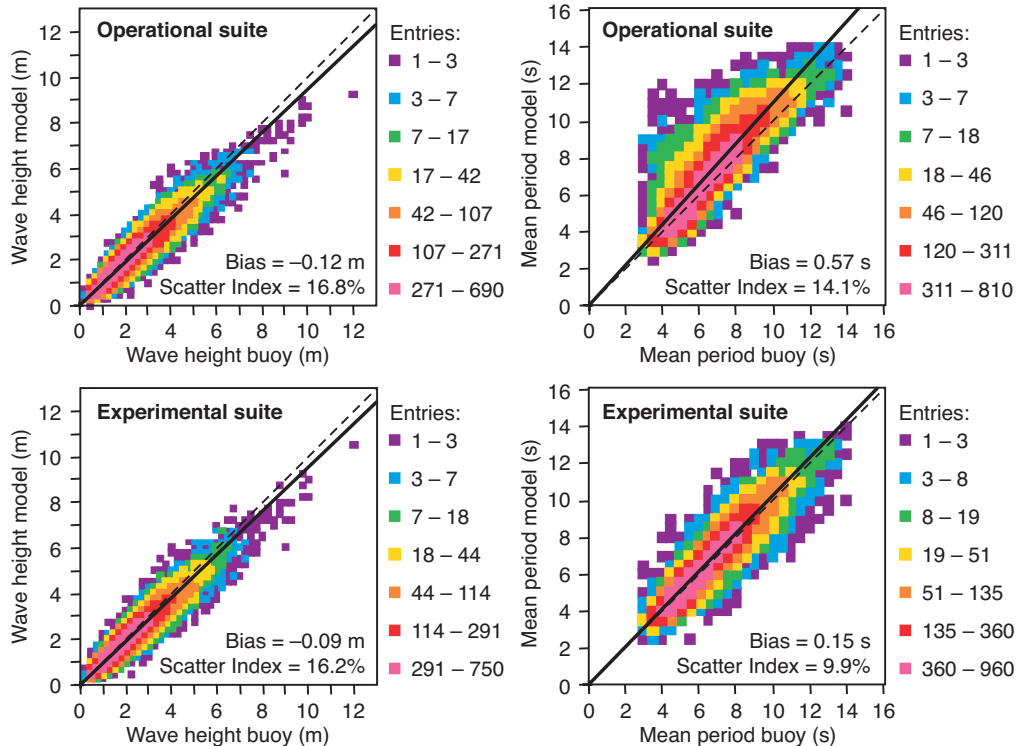 Operational suite
Wave height model (m)
12
10
8
6
4
2
0
Bias = –0.12 m
Scatter Index = 16.8%
0 2 4 6 8 10 12
Wave height buoy (m)
Entries:
1 – 3
3 – 7
7 – 17
17 – 42
42 – 107
107 – 271
271 – 690
Operational suite
Mean period model (s)
16
14
12
10
8
6
4
2
0
Bias = 0.57 s
Scatter Index = 14.1%
0 2 4 6 8 10 12 14 16
Mean period buoy (s)
Entries:
1 – 3
3 – 7
7 – 18
18 – 46
46 – 120
120 – 311
311 – 810
Experimental suite
Wave height model (m)
12
10
8
6
4
2
0
Bias = –0.09 m
Scatter Index = 16.2%
0 2 4 6 8 10 12
Wave height buoy (m)
Entries:
1 – 3
3 – 7
7 – 18
18 – 44
44 – 114
114 – 291
291 – 750
Experimental suite
Mean period model (s)
16
14
12
10
8
6
4
2
0
Bias = 0.15 s
Scatter Index = 9.9%
0 2 4 6 8 10 12 14 16
Mean period buoy (s)
Entries:
1 – 3
3 – 8
8 – 19
19 – 51
51 – 135
135 – 360
360 – 960